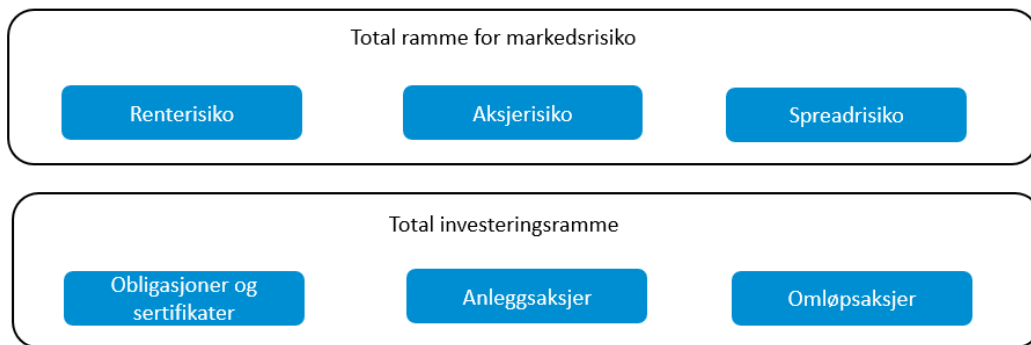 Total ramme for markedsrisiko
Renterisiko
Aksjerisiko
Spreadrisiko
Total investeringsramme
Obligasjoner og
sertifikater
Anleggsaksjer
Omløpsaksjer